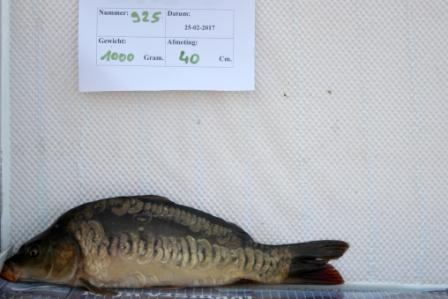 Nummer: 925 Datum:
25-02-2017
Gewicht: Afmeting:
1000 Gram. 40 Cm.